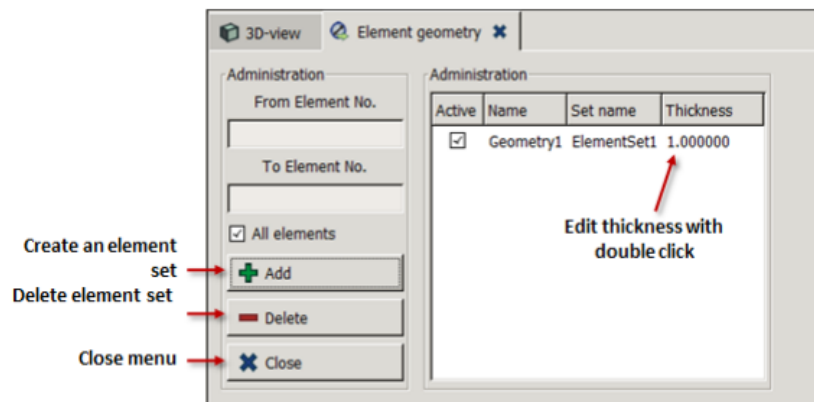 3D-view
Element geometry
Administration
From Element No.
To Element No.
All elements
Add
Delete
Close
Administration
Active Name Set name Thickness
Geometry1 ElementSet1 1.000000
Edit thickness with
double click
Create an element
set
Delete element set
Close menu